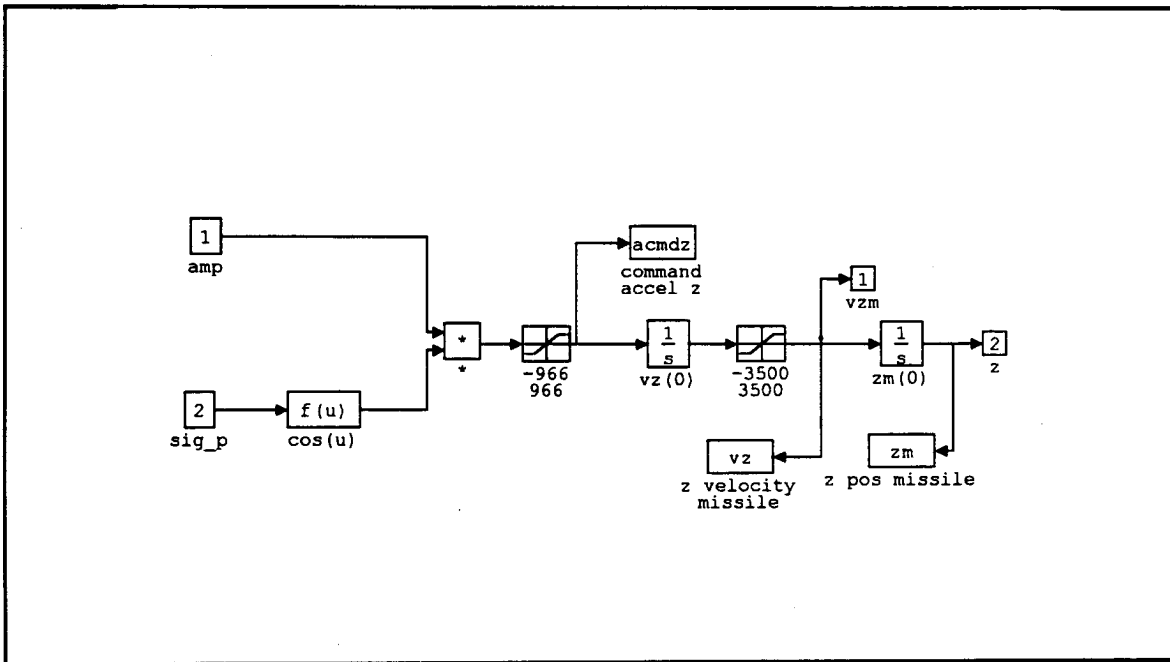 1
amp
acmdz
command
accel z
1
vzm
*
*
-966
966
1
s
vz(0)
-3500
3500
1
s
zm(0)
2
z
2
sig_p
f(u)
cos(u)
vz
z velocity
missile
zm
z pos missile